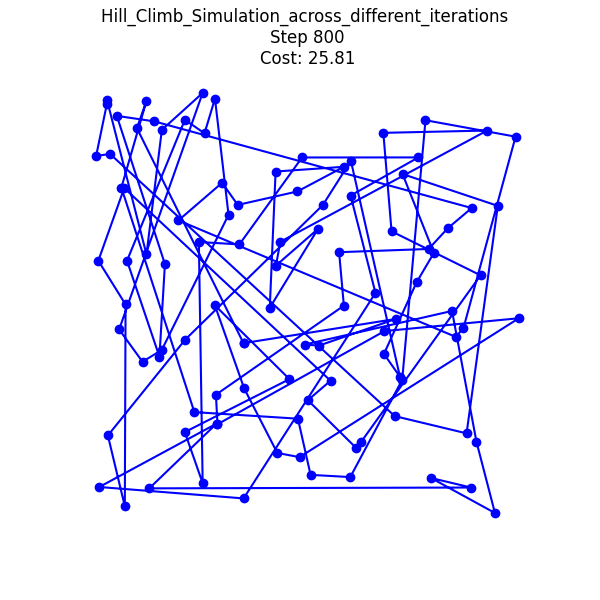 Hill_Climb_Simulation_across_different_iterations
Step 800
Cost: 25.81